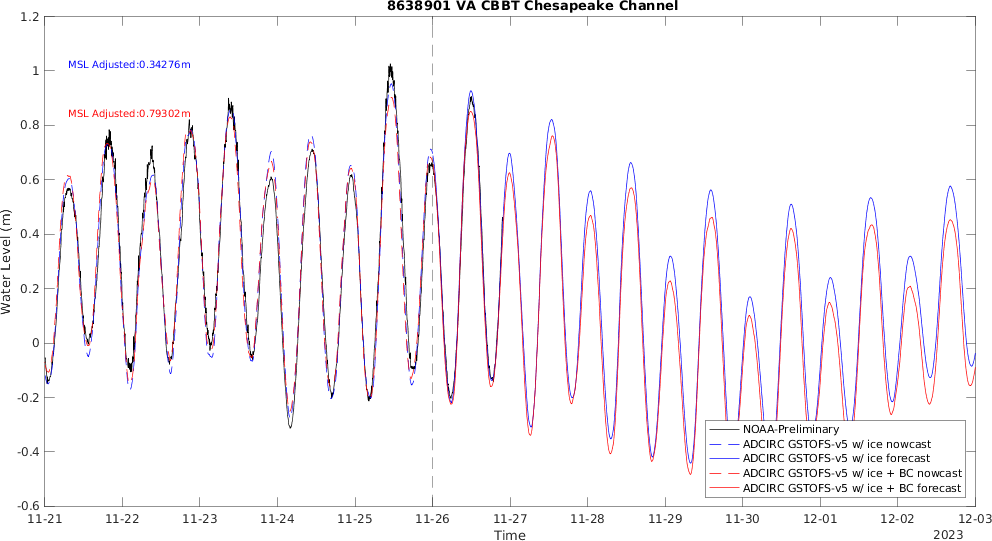 8638901 VA CBBT Chesapeake Channel
1.2
1
0.8
0.6
0.4
0.2
0
-0.2
-0.4
-0.6
Water Level (m)
MSL Adjusted:0.34276m
MSL Adjusted:0.79302m
NOAA-Preliminary
ADCIRC GSTOFS-v5 w/ ice nowcast
ADCIRC GSTOFS-v5 w/ ice forecast
ADCIRC GSTOFS-v5 w/ ice + BC nowcast
ADCIRC GSTOFS-v5 w/ ice + BC forecast
11-21 11-22 11-23 11-24 11-25 11-26 11-27 11-28 11-29 11-30 12-01 12-02 12-03
Time
2023